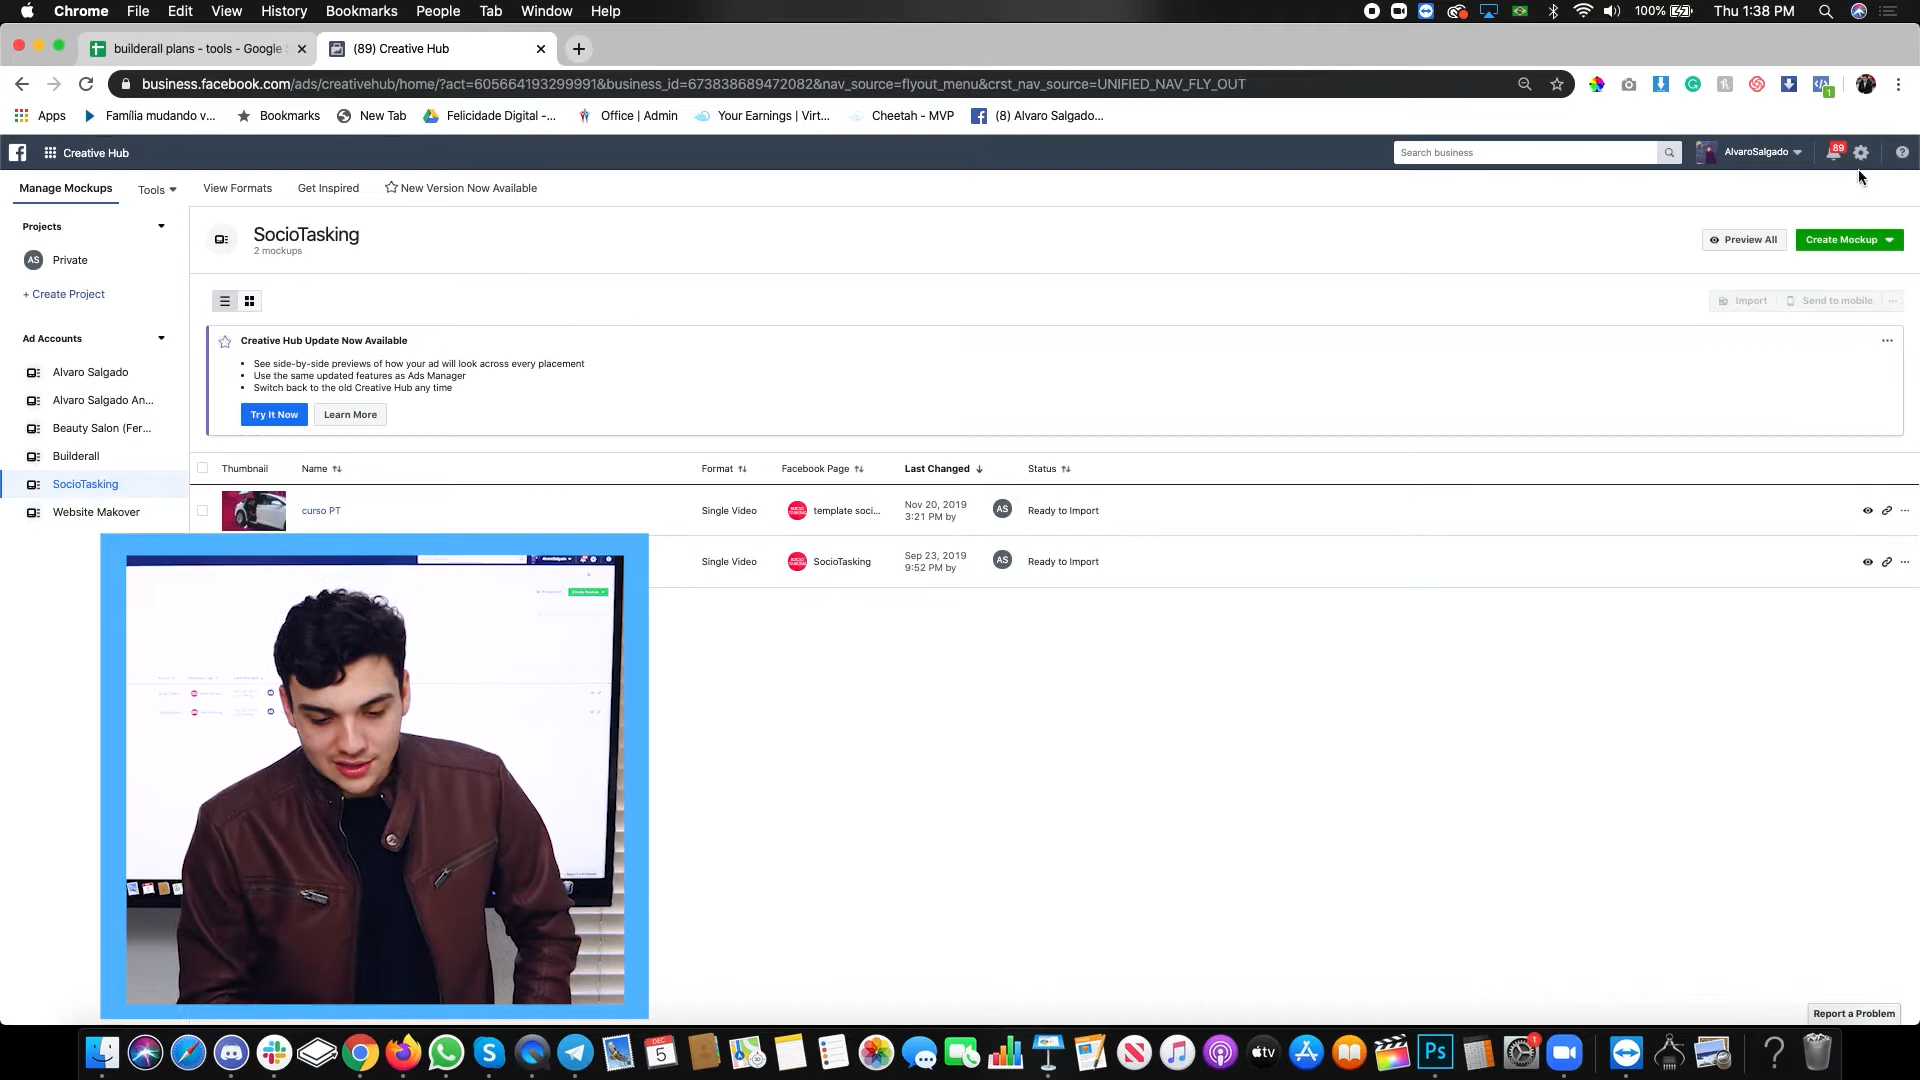 Chrome File Edit View History Bookmarks People Tab Window Help 100% Thu 1:38 PM
builderall plans - tools - Google (89) Creative Hub
business.facebook.com/ads/creativehub/home/?act=605664193299991&business_id=673838689472082&nav_source=flyout_menu&crst_nav_source=UNIFIED_NAV_FLY_OUT
1
Apps Família mudando v... Bookmarks New Tab Felicidade Digital -... Office | Admin Your Earnings | Virt... Cheetah - MVP (8) Alvaro Salgado...
Creative Hub Search business AlvaroSalgado 89
Manage Mockups Tools View Formats Get Inspired New Version Now Available
Projects
AS Private
+ Create Project
Ad Accounts
Alvaro Salgado
Alvaro Salgado An...
Beauty Salon (Fer...
Builderall
SocioTasking
Website Makover
SocioTasking
2 mockups
Preview All Create Mockup
Import Send to mobile ...
Creative Hub Update Now Available
• See side-by-side previews of how your ad will look across every placement
• Use the same updated features as Ads Manager
• Switch back to the old Creative Hub any time
Try It Now Learn More
Thumbnail Name Format Facebook Page Last Changed Status
curso PT Single Video template soci... Nov 20, 2019 3:21 PM by AS Ready to Import
Single Video SocioTasking Sep 23, 2019 9:52 PM by AS Ready to Import
Report a Problem
DEC
5
tv
Ps
1